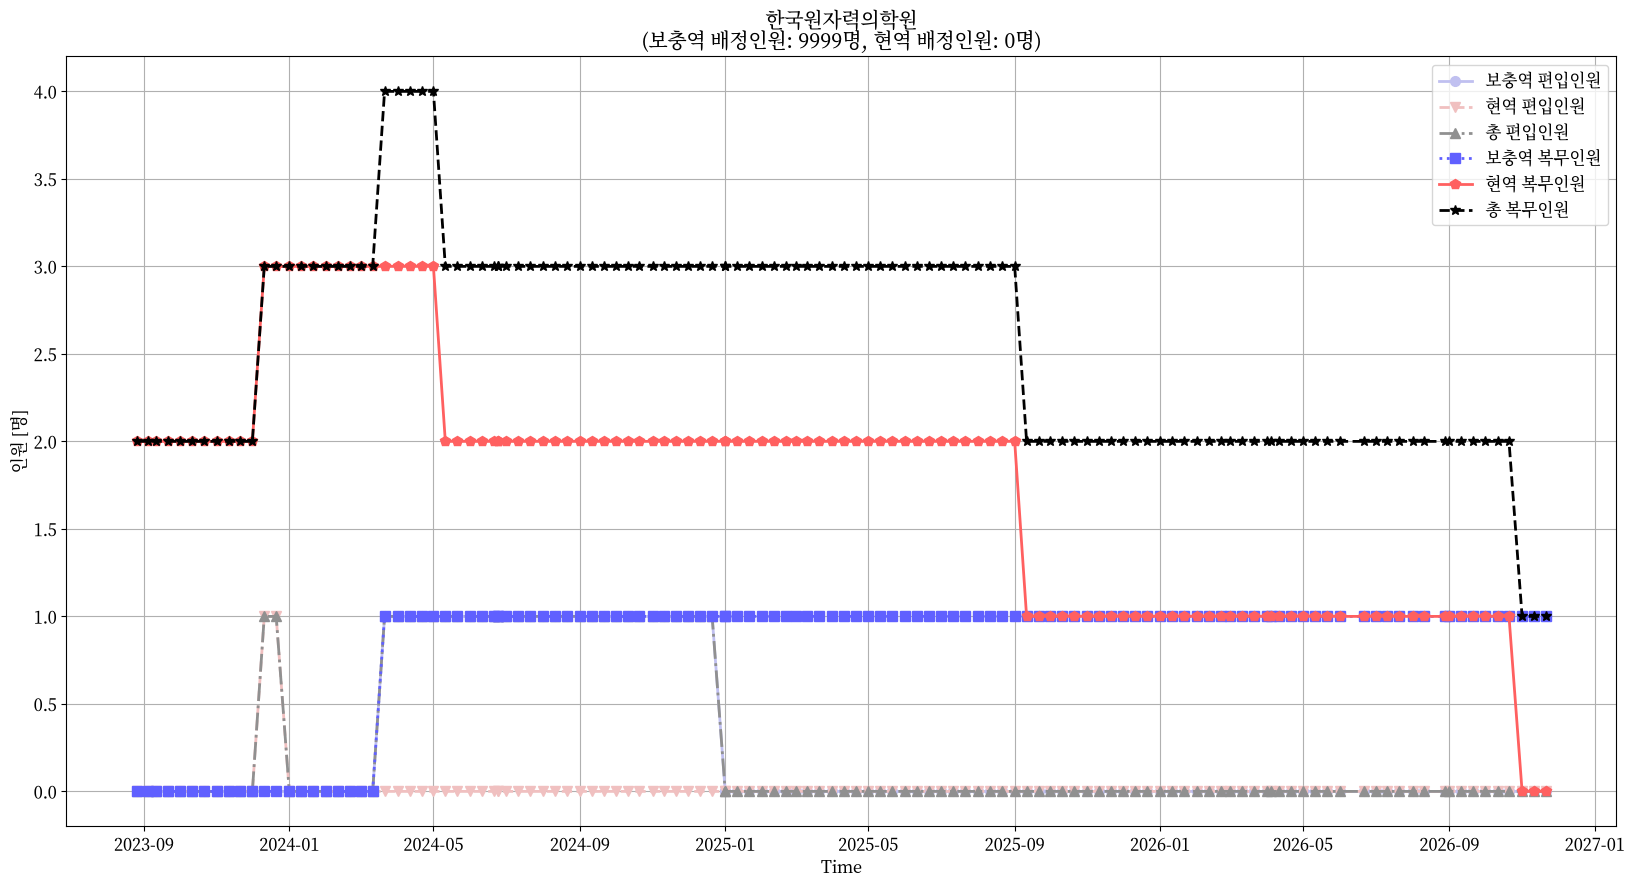 한국원자력의학원
(보충역 배정인원: 9999명, 현역 배정인원: 0명)
보충역 편입인원
현역 편입인원
총 편입인원
보충역 복무인원
현역 복무인원
총 복무인원
인원 [명]
4.0
3.5
3.0
2.5
2.0
1.5
1.0
0.5
0.0
2023-09
2024-01
2024-05
2024-09
2025-01
2025-05
2025-09
2026-01
2026-05
2026-09
2027-01
Time